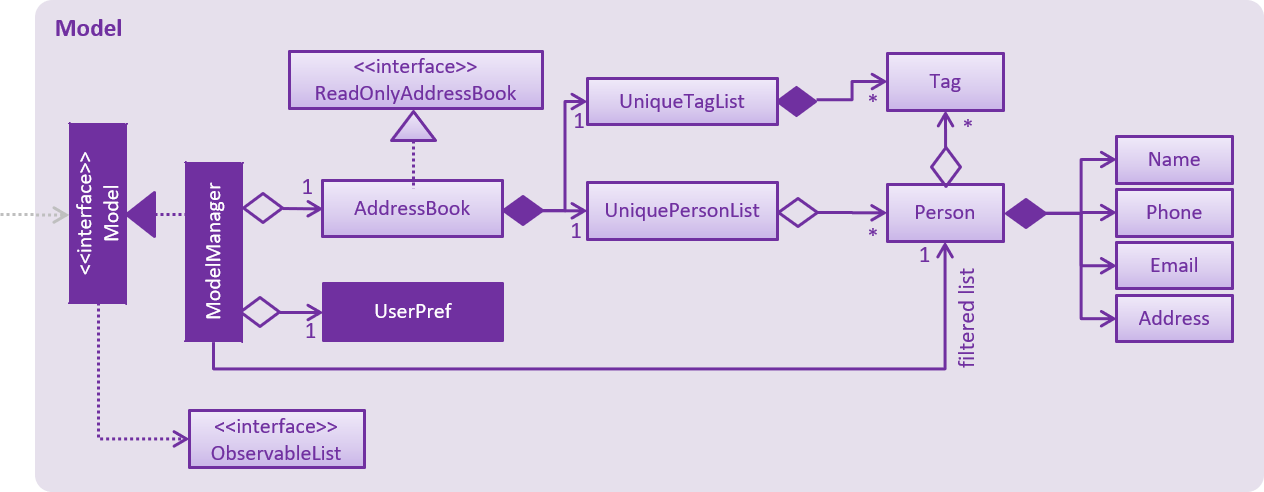 Model
<<interface>>
ReadOnlyAddressBook
UniqueTagList
Tag
*
*
1
<<interface>>
Model
ModelManager
1
AddressBook
UniquePersonList
Person
1
*
1
Name
Phone
Email
Address
UserPref
1
filtered list
<<interface>>
ObservableList